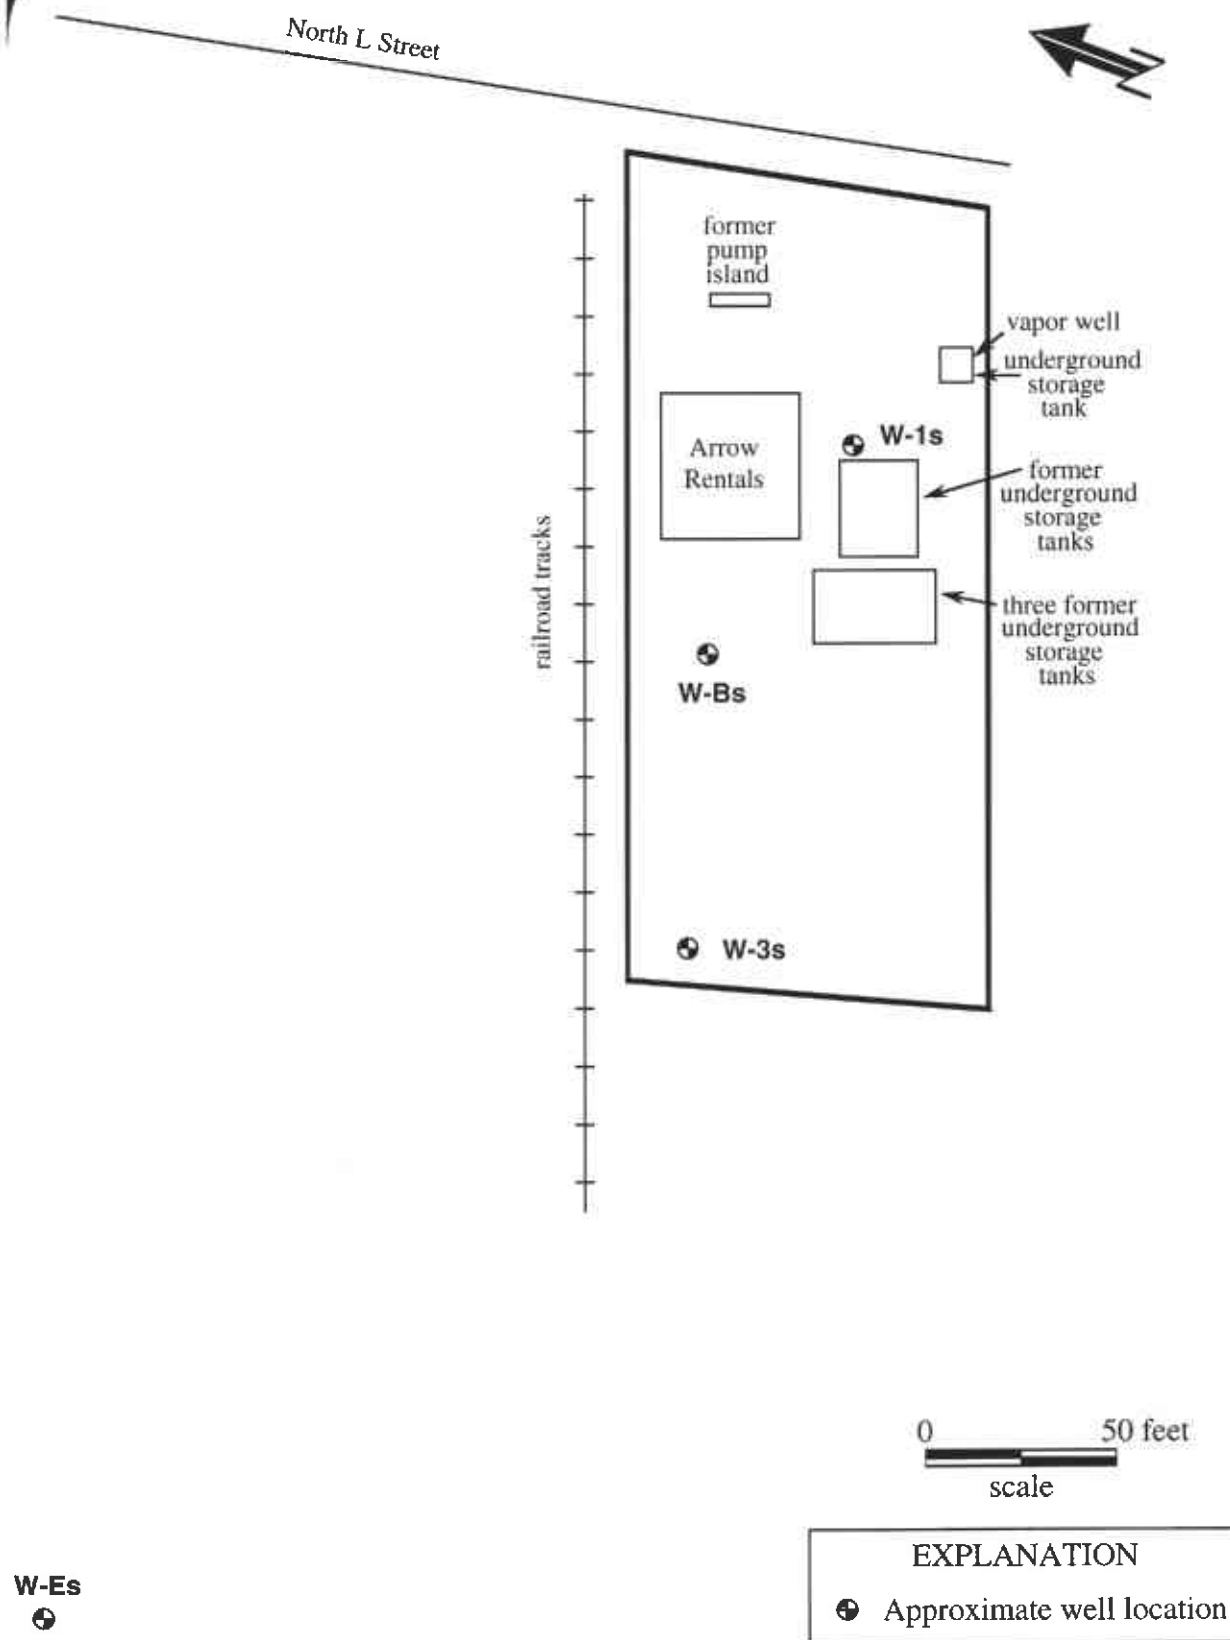 North L Street
N
former
pump
island
vapor well
underground
storage
tank
W-1s
Arrow
Rentals
former
underground
storage
tanks
railroad tracks
three former
underground
storage
tanks
W-Bs
W-3s
0 50 feet
scale
EXPLANATION
Approximate well location
W-Es